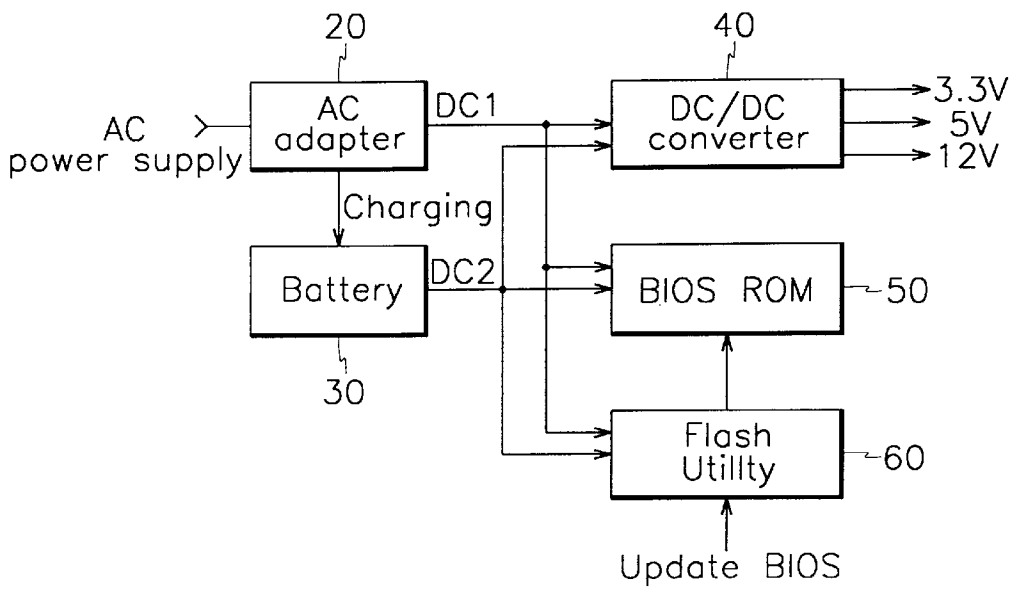 20
40
AC
adapter
DC1
DC/DC
converter
3.3V
5V
12V
AC
power supply
Charging
Battery
DC2
BIOS ROM
50
30
Flash
Utillty
60
Update BIOS